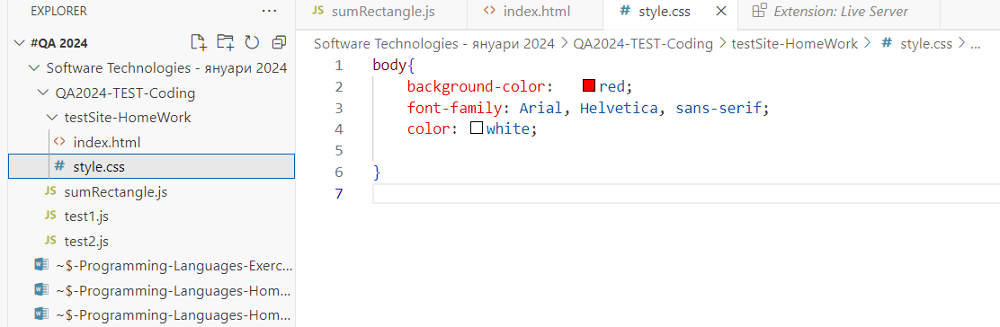 EXPLORER ...
#QA 2024
Software Technologies - януари 2024
QA2024-TEST-Coding
testSite-HomeWork
<> index.html
# style.css
JS sumRectangle.js
JS test1.js
JS test2.js
~$-Programming-Languages-Exerc...
~$-Programming-Languages-Hom...
~$-Programming-Languages-Hom...
JS sumRectangle.js <> index.html # style.css × Extension: Live Server
Software Technologies - януари 2024 > QA2024-TEST-Coding > testSite-HomeWork > # style.css > ...
1 body{
2 background-color: red;
3 font-family: Arial, Helvetica, sans-serif;
4 color: white;
5
6 }
7